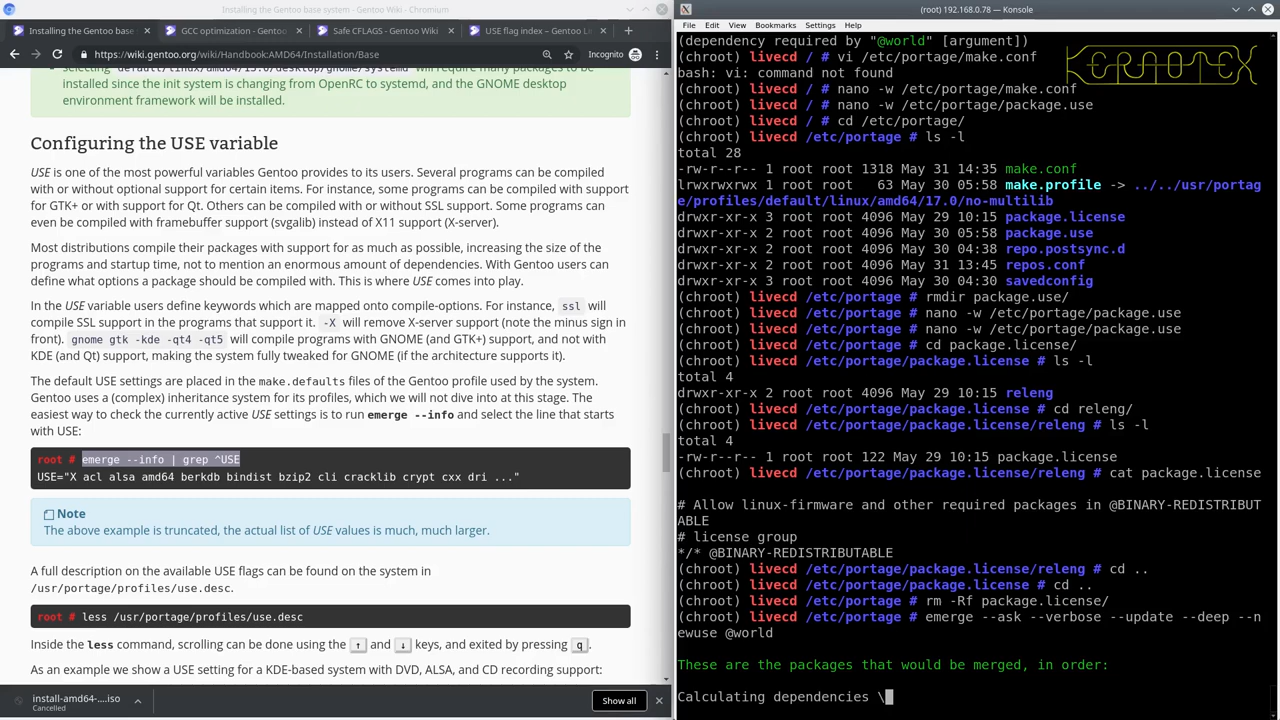 Installing the Gentoo base system - Gentoo Wiki - Chromium
Installing the Gentoo base
GCC optimization - Gentoo
Safe CFLAGS - Gentoo Wiki
USE flag index – Gentoo L
https://wiki.gentoo.org/wiki/Handbook:AMD64/Installation/Base
Incognito
selecting default/linux/amd64/13.0/desktop/gnome/systemd will require many packages to be
installed since the init system is changing from OpenRC to systemd, and the GNOME desktop
environment framework will be installed.
Configuring the USE variable
USE is one of the most powerful variables Gentoo provides to its users. Several programs can be compiled
with or without optional support for certain items. For instance, some programs can be compiled with support
for GTK+ or with support for Qt. Others can be compiled with or without SSL support. Some programs can
even be compiled with framebuffer support (svgalib) instead of X11 support (X-server).
Most distributions compile their packages with support for as much as possible, increasing the size of the
programs and startup time, not to mention an enormous amount of dependencies. With Gentoo users can
define what options a package should be compiled with. This is where USE comes into play.
In the USE variable users define keywords which are mapped onto compile-options. For instance, ssl will
compile SSL support in the programs that support it. -X will remove X-server support (note the minus sign in
front). gnome gtk -kde -qt4 -qt5 will compile programs with GNOME (and GTK+) support, and not with
KDE (and Qt) support, making the system fully tweaked for GNOME (if the architecture supports it).
The default USE settings are placed in the make.defaults files of the Gentoo profile used by the system.
Gentoo uses a (complex) inheritance system for its profiles, which we will not dive into at this stage. The
easiest way to check the currently active USE settings is to run emerge --info and select the line that starts
with USE:
root # emerge --info | grep ^USE
USE="X acl alsa amd64 berkdb bindist bzip2 cli cracklib crypt cxx dri ..."
Note
The above example is truncated, the actual list of USE values is much, much larger.
A full description on the available USE flags can be found on the system in
/usr/portage/profiles/use.desc.
root # less /usr/portage/profiles/use.desc
Inside the less command, scrolling can be done using the ↑ and ↓ keys, and exited by pressing q.
As an example we show a USE setting for a KDE-based system with DVD, ALSA, and CD recording support:
install-amd64-....iso
Cancelled
Show all
(root) 192.168.0.78 — Konsole
File Edit View Bookmarks Settings Help
KERAOTEX
(dependency required by "@world" [argument])
(chroot) livecd / # vi /etc/portage/make.conf
bash: vi: command not found
(chroot) livecd / # nano -w /etc/portage/make.conf
(chroot) livecd / # nano -w /etc/portage/package.use
(chroot) livecd / # cd /etc/portage/
(chroot) livecd /etc/portage # ls -l
total 28
-rw-r--r-- 1 root root 1318 May 31 14:35 make.conf
lrwxrwxrwx 1 root root   63 May 30 05:58 make.profile -> ../../usr/portag
e/profiles/default/linux/amd64/17.0/no-multilib
drwxr-xr-x 3 root root 4096 May 29 10:15 package.license
drwxr-xr-x 2 root root 4096 May 30 05:58 package.use
drwxr-xr-x 2 root root 4096 May 30 04:38 repo.postsync.d
drwxr-xr-x 2 root root 4096 May 31 13:45 repos.conf
drwxr-xr-x 2 root root 4096 May 30 04:30 savedconfig
(chroot) livecd /etc/portage # rmdir package.use/
(chroot) livecd /etc/portage # nano -w /etc/portage/package.use
(chroot) livecd /etc/portage # nano -w /etc/portage/package.use
(chroot) livecd /etc/portage # cd package.license/
(chroot) livecd /etc/portage/package.license # ls -l
total 4
drwxr-xr-x 2 root root 4096 May 29 10:15 releng
(chroot) livecd /etc/portage/package.license # cd releng/
(chroot) livecd /etc/portage/package.license/releng # ls -l
total 4
-rw-r--r-- 1 root root 122 May 29 10:15 package.license
(chroot) livecd /etc/portage/package.license/releng # cat package.license
# Allow linux-firmware and other required packages in @BINARY-REDISTRIBUT
ABLE
# license group
*/* @BINARY-REDISTRIBUTABLE
(chroot) livecd /etc/portage/package.license/releng # cd ..
(chroot) livecd /etc/portage/package.license # cd ..
(chroot) livecd /etc/portage # rm -Rf package.license/
(chroot) livecd /etc/portage # emerge --ask --verbose --update --deep --n
ewuse @world
These are the packages that would be merged, in order:
Calculating dependencies \